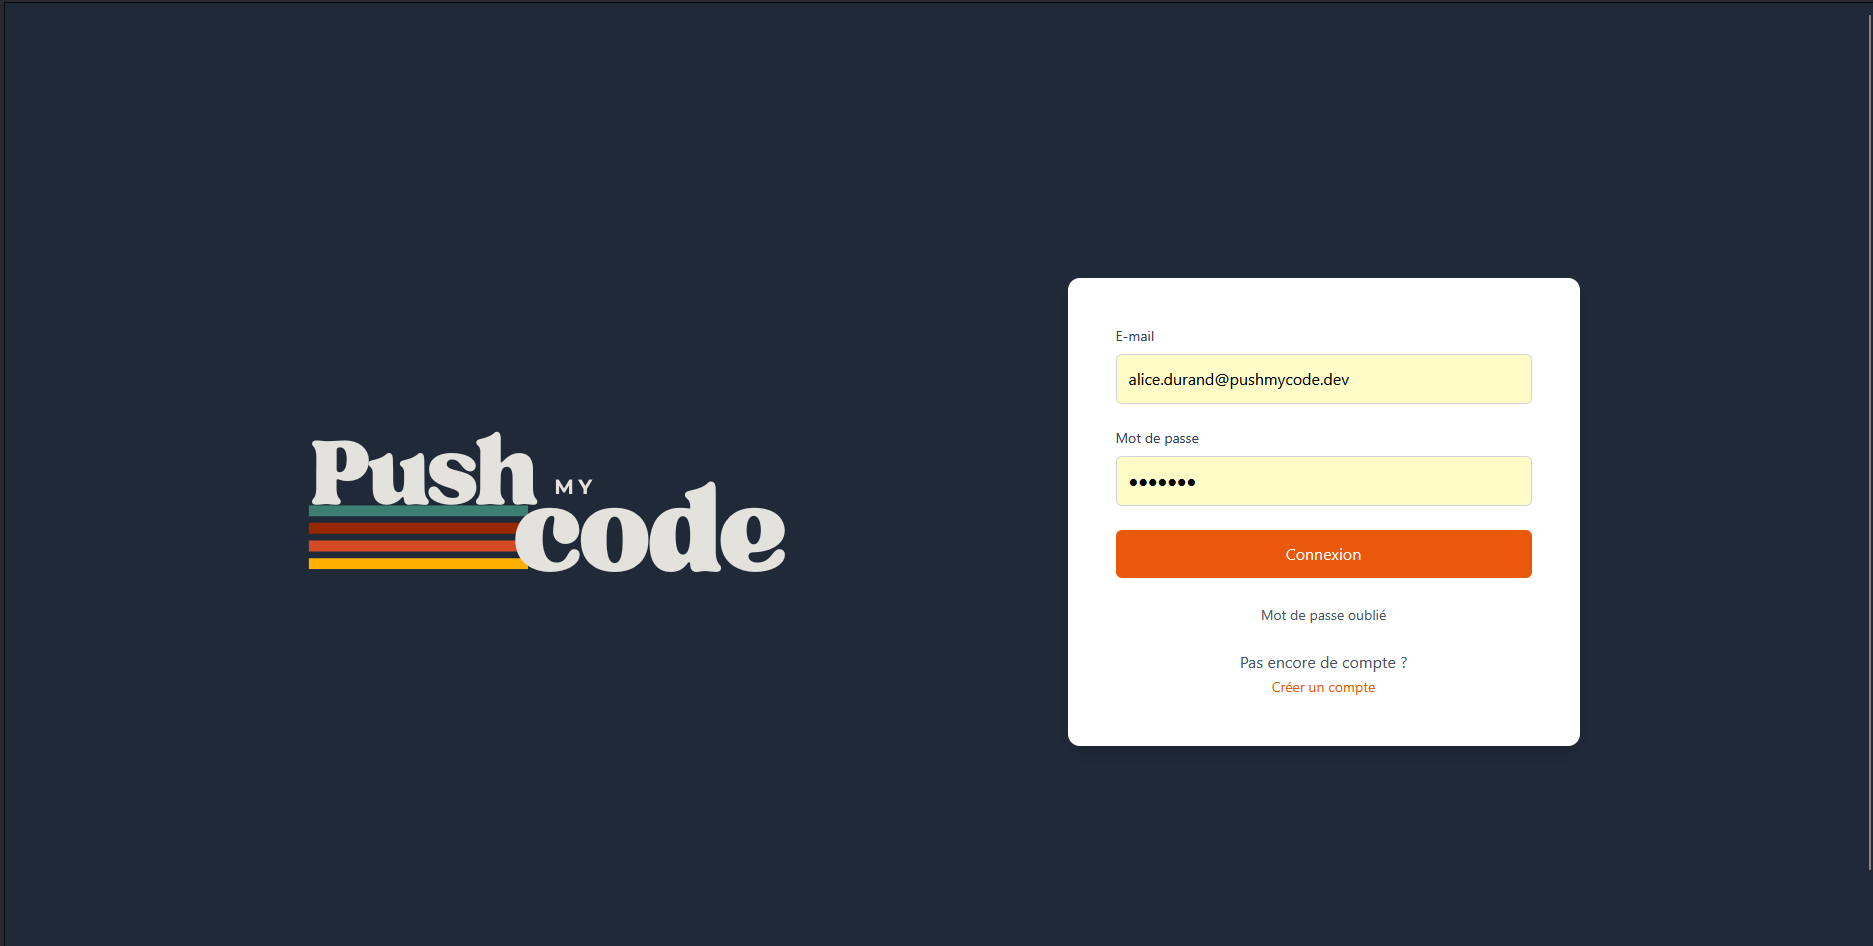 Push
MY
code
E-mail
alice.durand@pushmycode.dev
Mot de passe
•••••••
Connexion
Mot de passe oublié
Pas encore de compte ?
Créer un compte